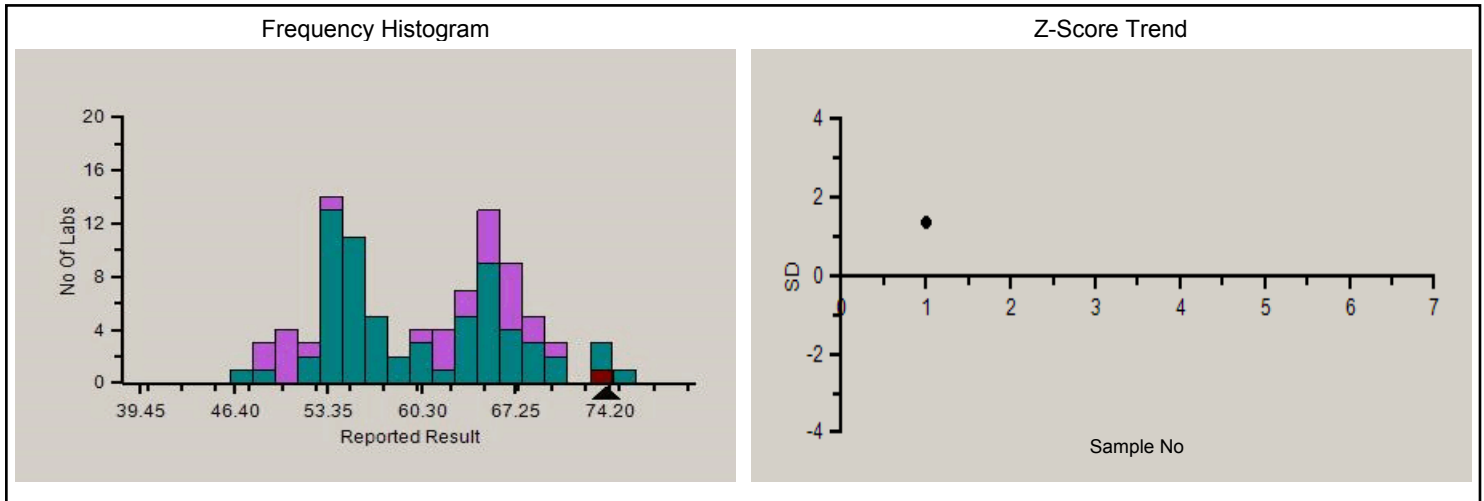 Frequency Histogram
20
16
12
8
4
0
No Of Labs
39.45 46.40 53.35 60.30 67.25 74.20
Reported Result
Z-Score Trend
4
2
0
-2
-4
SD
0 1 2 3 4 5 6 7
Sample No